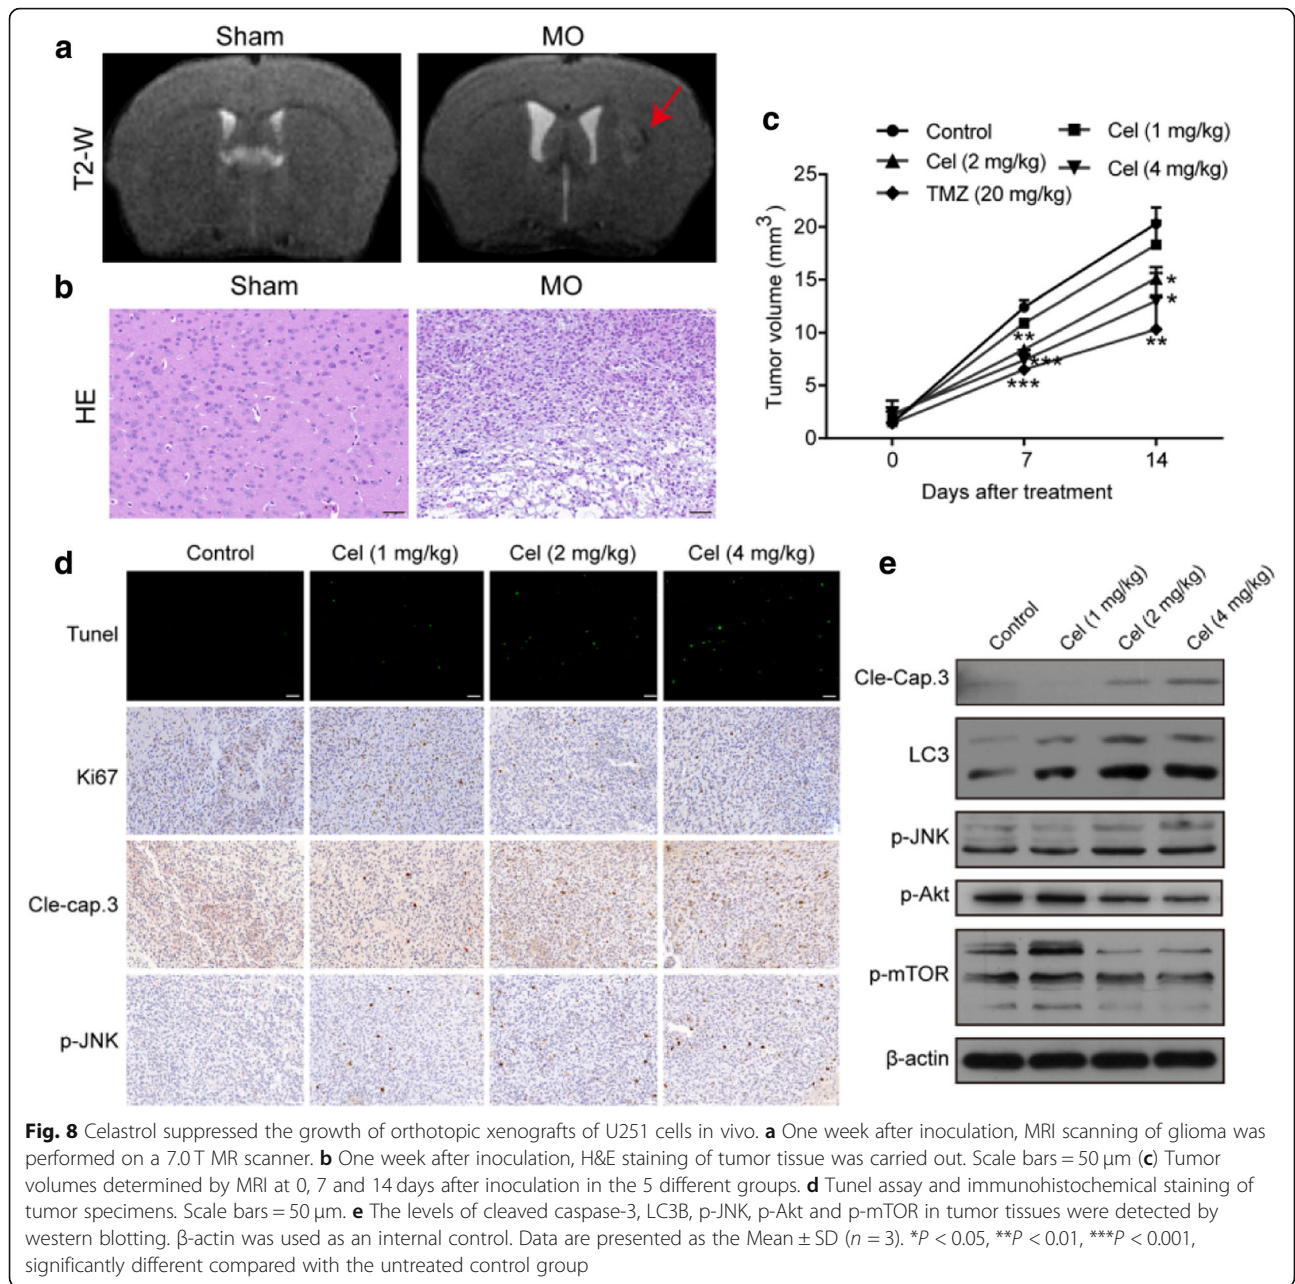 a
Sham
MO
T2-W
b
Sham
MO
HE
c
Control
Cel (1 mg/kg)
Cel (2 mg/kg)
Cel (4 mg/kg)
TMZ (20 mg/kg)
Tumor volume (mm3)
25
20
15
10
5
0
*
*
**
**
***
***
0 7 14
Days after treatment
d
Control Cel (1 mg/kg) Cel (2 mg/kg) Cel (4 mg/kg)
Tunel
Ki67
Cle-cap.3
p-JNK
e
Control Cel (1 mg/kg) Cel (2 mg/kg) Cel (4 mg/kg)
Cle-Cap.3
LC3
p-JNK
p-Akt
p-mTOR
β-actin
Fig. 8 Celastrol suppressed the growth of orthotopic xenografts of U251 cells in vivo. a One week after inoculation, MRI scanning of glioma was
performed on a 7.0 T MR scanner. b One week after inoculation, H&E staining of tumor tissue was carried out. Scale bars = 50 μm (c) Tumor
volumes determined by MRI at 0, 7 and 14 days after inoculation in the 5 different groups. d Tunel assay and immunohistochemical staining of
tumor specimens. Scale bars = 50 μm. e The levels of cleaved caspase-3, LC3B, p-JNK, p-Akt and p-mTOR in tumor tissues were detected by
western blotting. β-actin was used as an internal control. Data are presented as the Mean ± SD (n = 3). *P < 0.05, **P < 0.01, ***P < 0.001,
significantly different compared with the untreated control group